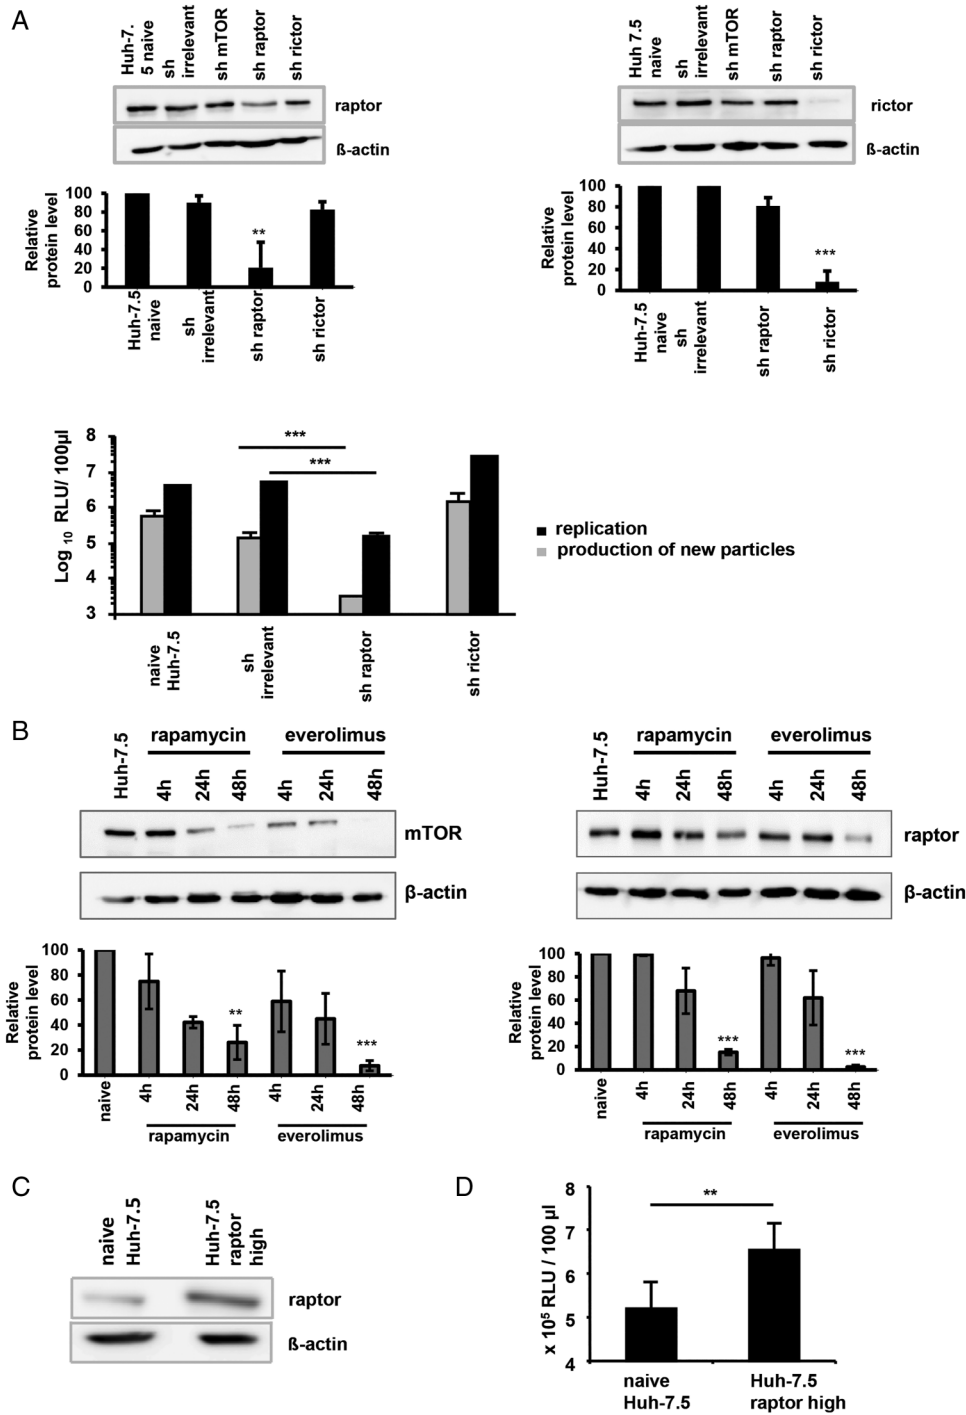 A
Huh-7.
5 naive
sh
irrelevant
sh mTOR
sh raptor
sh rictor
raptor
ß-actin
Relative
protein level
100
80
60
40
20
0
**
Huh-7.5
naive
sh
irrelevant
sh raptor
sh rictor
Huh 7.5
naive
sh
irrelevant
sh mTOR
sh raptor
sh rictor
rictor
ß-actin
Relative
protein level
100
80
60
40
20
0
***
Huh-7.5
naive
sh
irrelevant
sh raptor
sh rictor
Log 10 RLU/ 100µl
8
7
6
5
4
3
***
***
naive
Huh-7.5
sh
irrelevant
sh raptor
sh rictor
replication
production of new particles
B
Huh-7.5
rapamycin
everolimus
4h
24h
48h
4h
24h
48h
mTOR
β-actin
Relative
protein level
100
80
60
40
20
0
**
***
naive
4h
24h
48h
4h
24h
48h
rapamycin
everolimus
Huh-7.5
rapamycin
everolimus
4h
24h
48h
4h
24h
48h
raptor
β-actin
Relative
protein level
100
80
60
40
20
0
***
***
naive
4h
24h
48h
4h
24h
48h
rapamycin
everolimus
C
naive
Huh-7.5
Huh-7.5
raptor
high
raptor
ß-actin
D
x 10⁵ RLU / 100 µl
8
7
6
5
4
**
naive
Huh-7.5
Huh-7.5
raptor high